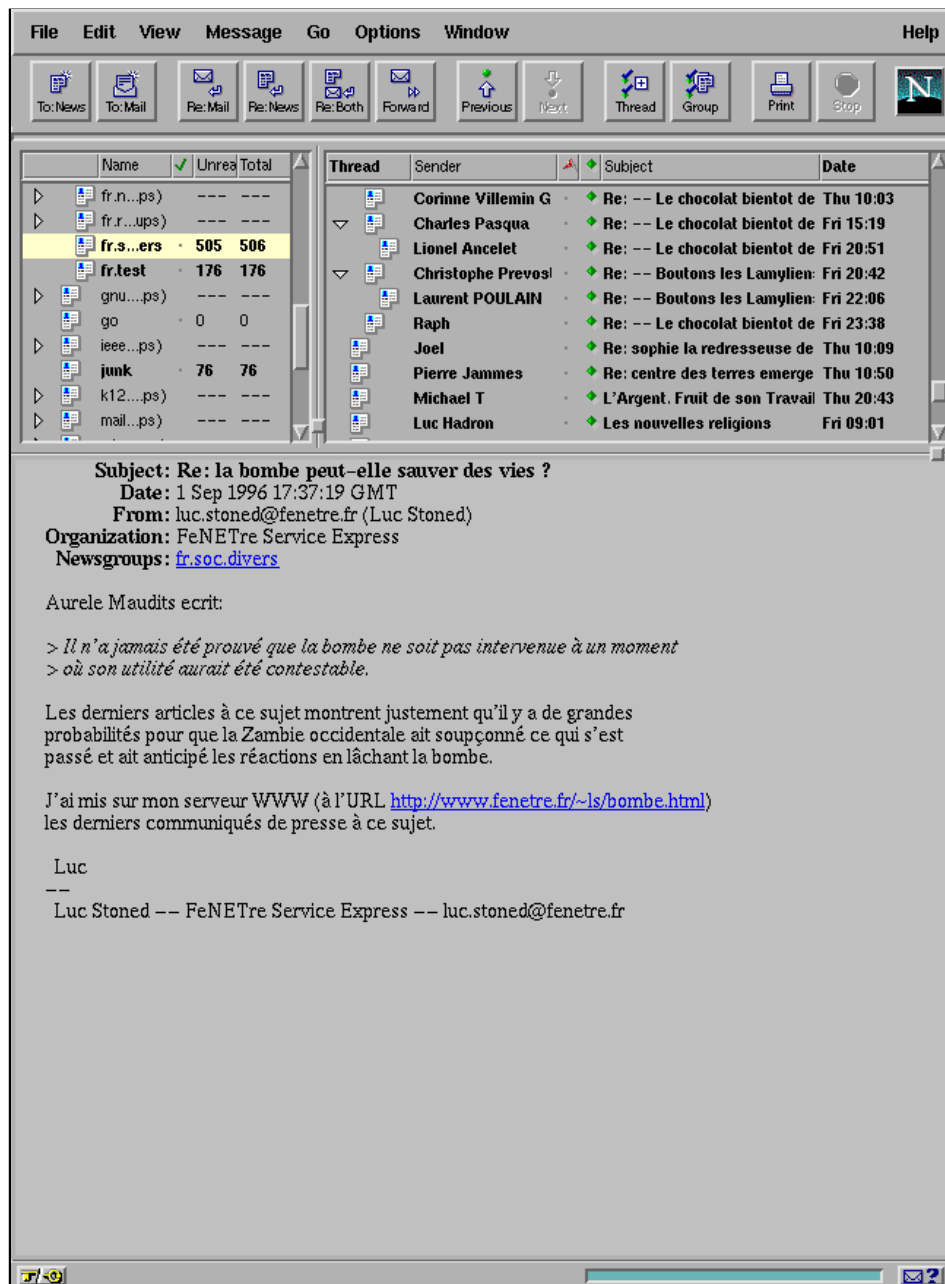 File Edit View Message Go Options Window Help
To:News To:Mail Re:Mail Re:News Re:Both Forward Previous Next Thread Group Print Stop N
Name Unrea Total
fr.n...ps) --- ---
fr.r...ups) --- ---
fr.s...ers 505 506
fr.test 176 176
gnu....ps) --- ---
go 0 0
ieee...ps) --- ---
junk 76 76
k12...ps) --- ---
mail...ps) --- ---
Thread Sender Subject Date
Corinne Villemin G Re: -- Le chocolat bientot de Thu 10:03
Charles Pasqua Re: -- Le chocolat bientot de Fri 15:19
Lionel Ancelet Re: -- Le chocolat bientot de Fri 20:51
Christophe Prevost Re: -- Boutons les Lamylien: Fri 20:42
Laurent POULAIN Re: -- Boutons les Lamylien: Fri 22:06
Raph Re: -- Le chocolat bientot de Fri 23:38
Joel Re: sophie la redresseuse de Thu 10:09
Pierre Jammes Re: centre des terres emerge Thu 10:50
Michael T L'Argent. Fruit de son Travail Thu 20:43
Luc Hadron Les nouvelles religions Fri 09:01
Subject: Re: la bombe peut-elle sauver des vies ?
Date: 1 Sep 1996 17:37:19 GMT
From: luc.stoned@fenetre.fr (Luc Stoned)
Organization: FeNETre Service Express
Newsgroups: fr.soc.divers
Aurele Maudits ecrit:
> Il n'a jamais été prouvé que la bombe ne soit pas intervenue à un moment
> où son utilité aurait été contestable.
Les derniers articles à ce sujet montrent justement qu'il y a de grandes
probabilités pour que la Zambie occidentale ait soupçonné ce qui s'est
passé et ait anticipé les réactions en lâchant la bombe.
J'ai mis sur mon serveur WWW (à l'URL http://www.fenetre.fr/~ls/bombe.html)
les derniers communiqués de presse à ce sujet.
Luc
--
Luc Stoned -- FeNETre Service Express -- luc.stoned@fenetre.fr